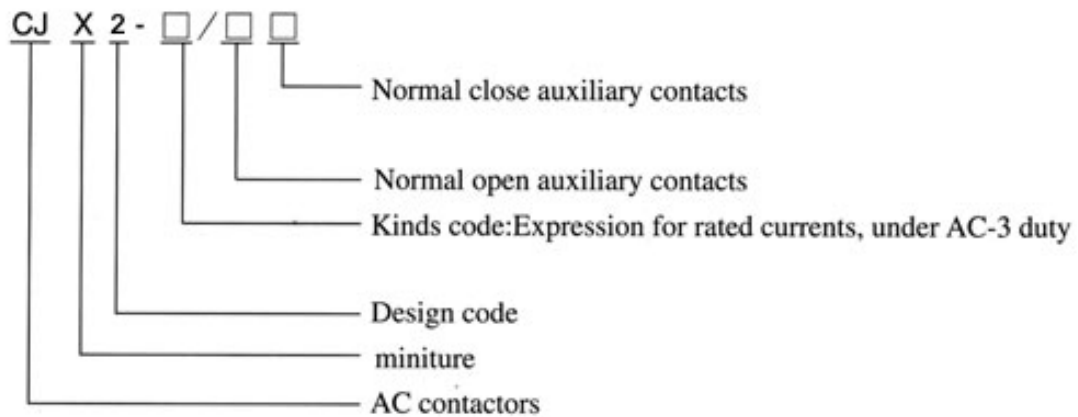 CJ X 2 - □ / □ □
Normal close auxiliary contacts
Normal open auxiliary contacts
Kinds code:Expression for rated currents, under AC-3 duty
Design code
miniture
AC contactors